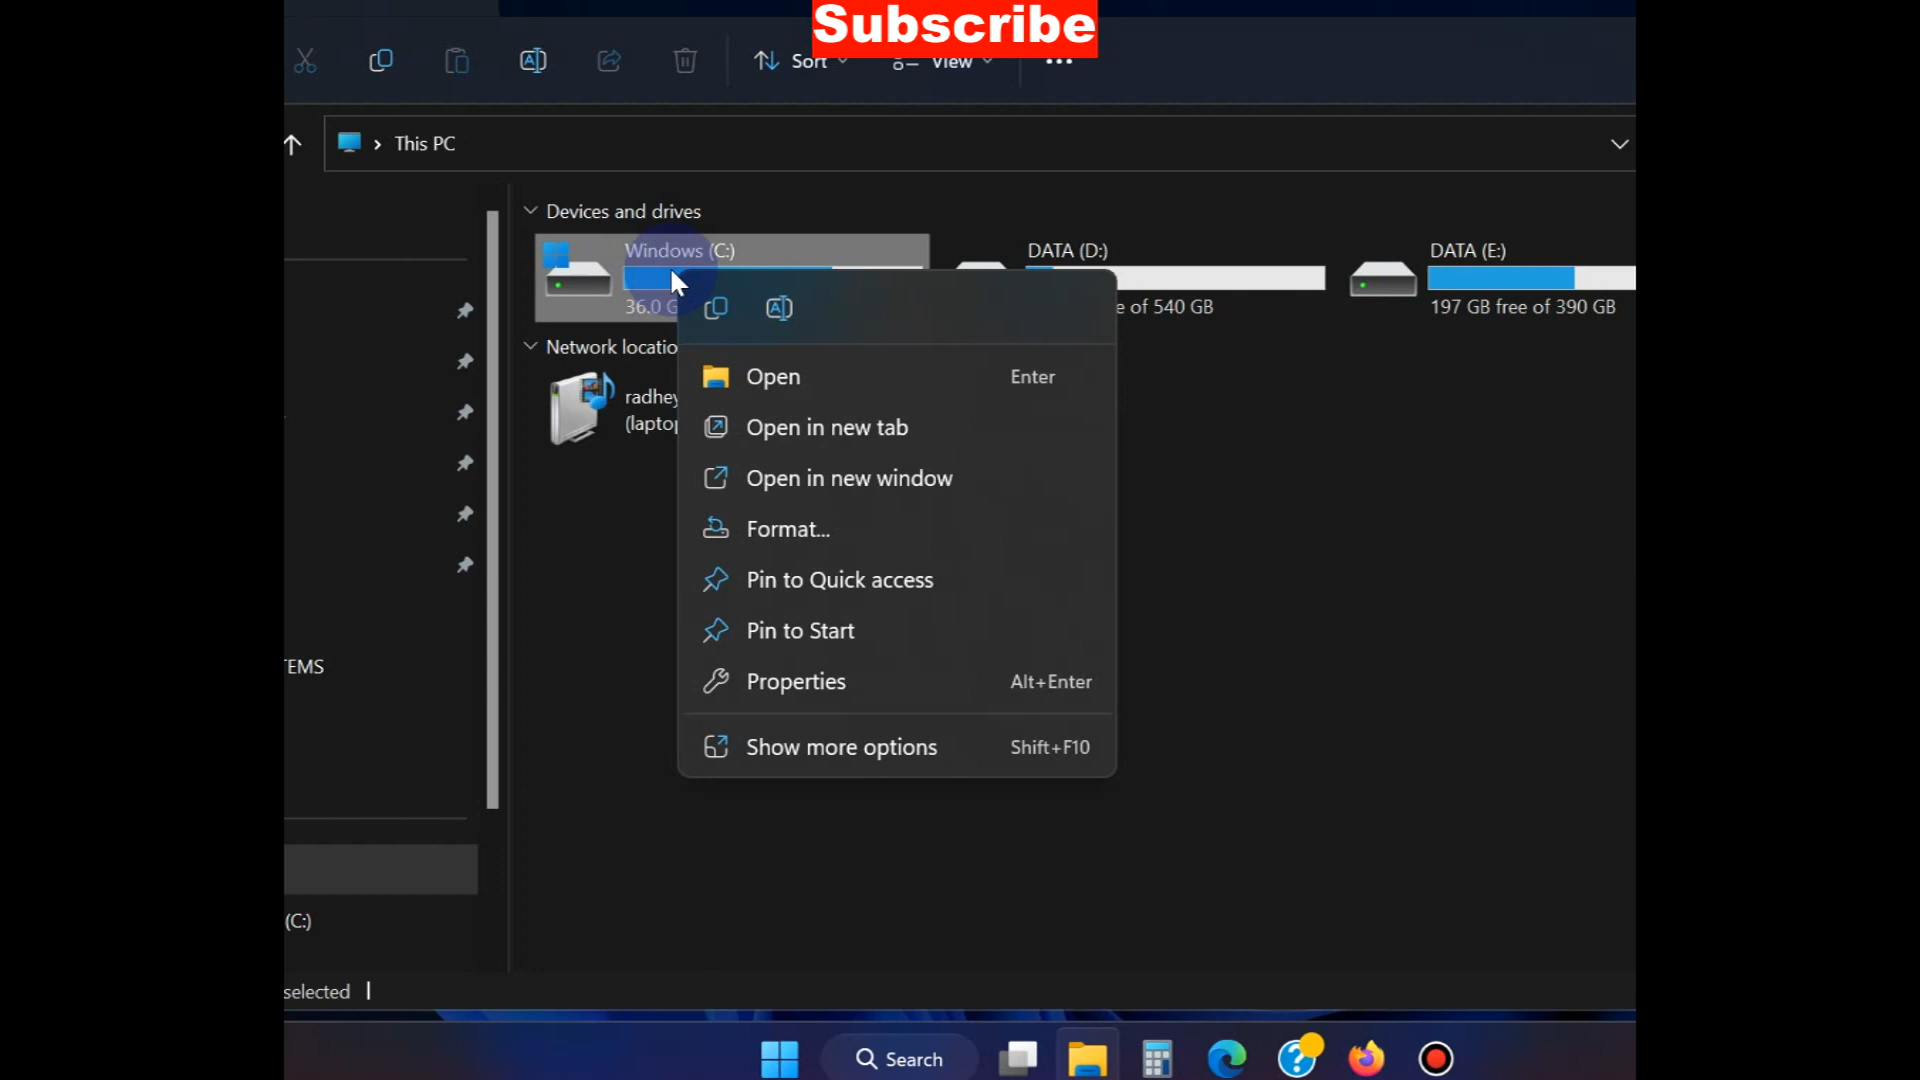 Subscribe
Sort
View
This PC
Devices and drives
Windows (C:)
DATA (D:)
DATA (E:)
36.0 G
e of 540 GB
197 GB free of 390 GB
Network locatio
radhey
(laptop
Open Enter
Open in new tab
Open in new window
Format...
Pin to Quick access
Pin to Start
Properties Alt+Enter
Show more options Shift+F10
EMS
(C:)
selected
Search